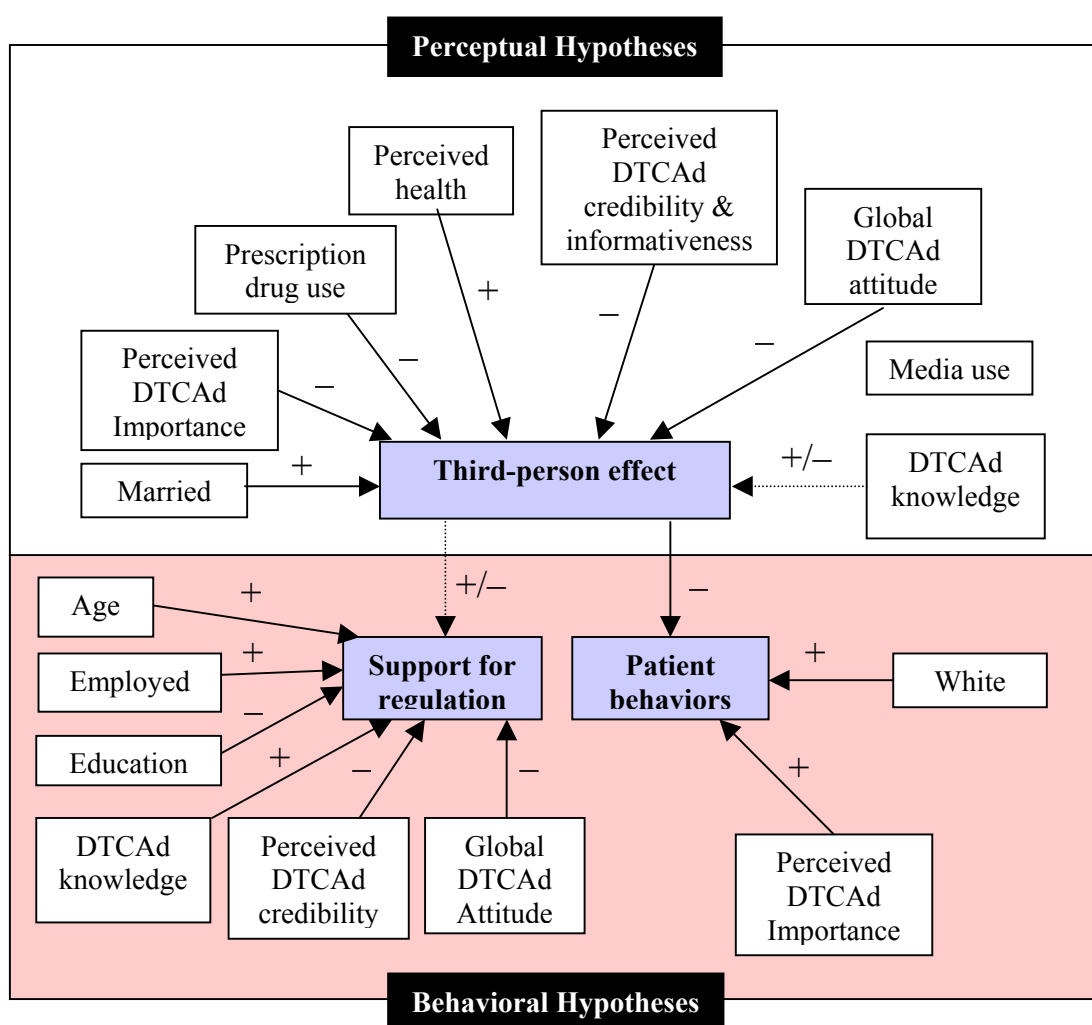 Perceptual Hypotheses
Perceived
health
Perceived
DTCAd
credibility &
informativeness
Global
DTCAd
attitude
Prescription
drug use
Perceived
DTCAd
Importance
Married
Media use
DTCAd
knowledge
+
–
–
–
–
+
+/–
Third-person effect
+/–
–
Age
Employed
Education
DTCAd
knowledge
Perceived
DTCAd
credibility
Global
DTCAd
Attitude
+
+
–
+
–
–
Support for
regulation
Patient
behaviors
+
White
+
Perceived
DTCAd
Importance
Behavioral Hypotheses